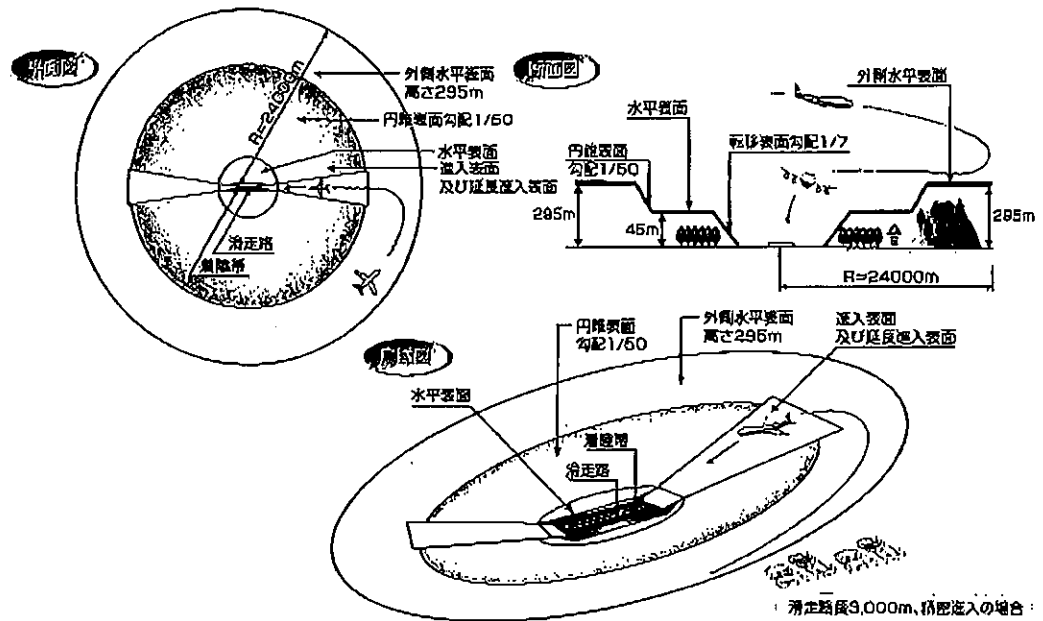 平面図
外側水平表面
高さ295m
R=24000m
円錐表面勾配1/50
水平表面
進入表面
及び延長進入表面
滑走路
着陸帯
断面図
外側水平表面
水平表面
円錐表面
勾配1/50
転移表面勾配1/7
295m
45m
295m
R=24000m
鳥瞰図
円錐表面
勾配1/50
外側水平表面
高さ295m
進入表面
及び延長進入表面
水平表面
着陸帯
滑走路
滑走路長3,000m、精密進入の場合